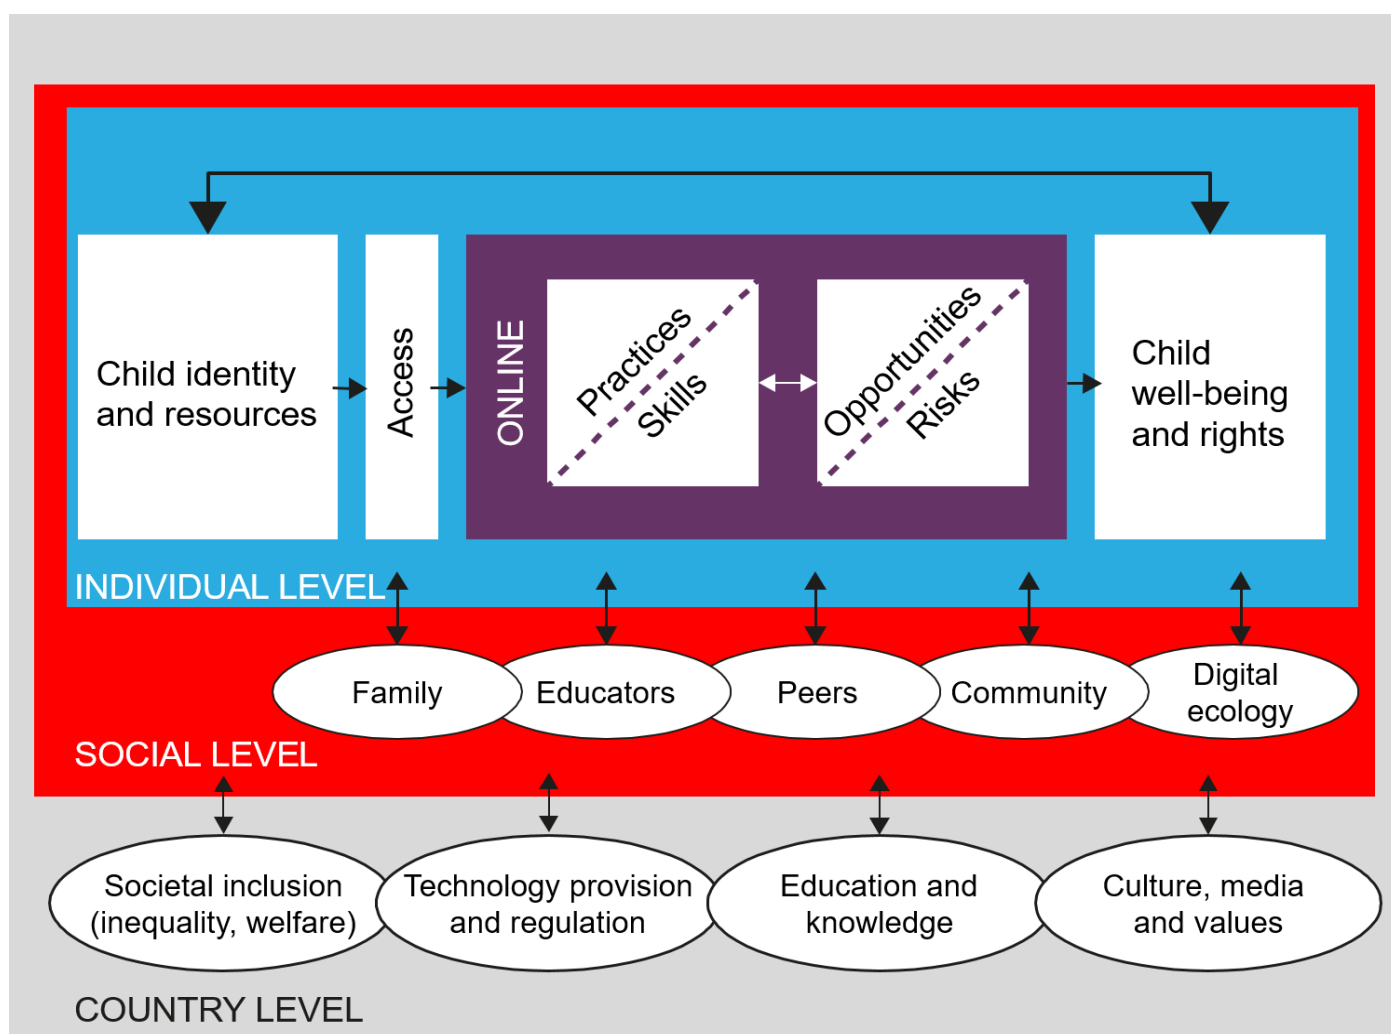 Child identity
and resources
Access
ONLINE
Practices
Skills
Opportunities
Risks
Child
well-being
and rights
INDIVIDUAL LEVEL
Family
Educators
Peers
Community
Digital
ecology
SOCIAL LEVEL
Societal inclusion
(inequality, welfare)
Technology provision
and regulation
Education and
knowledge
Culture, media
and values
COUNTRY LEVEL